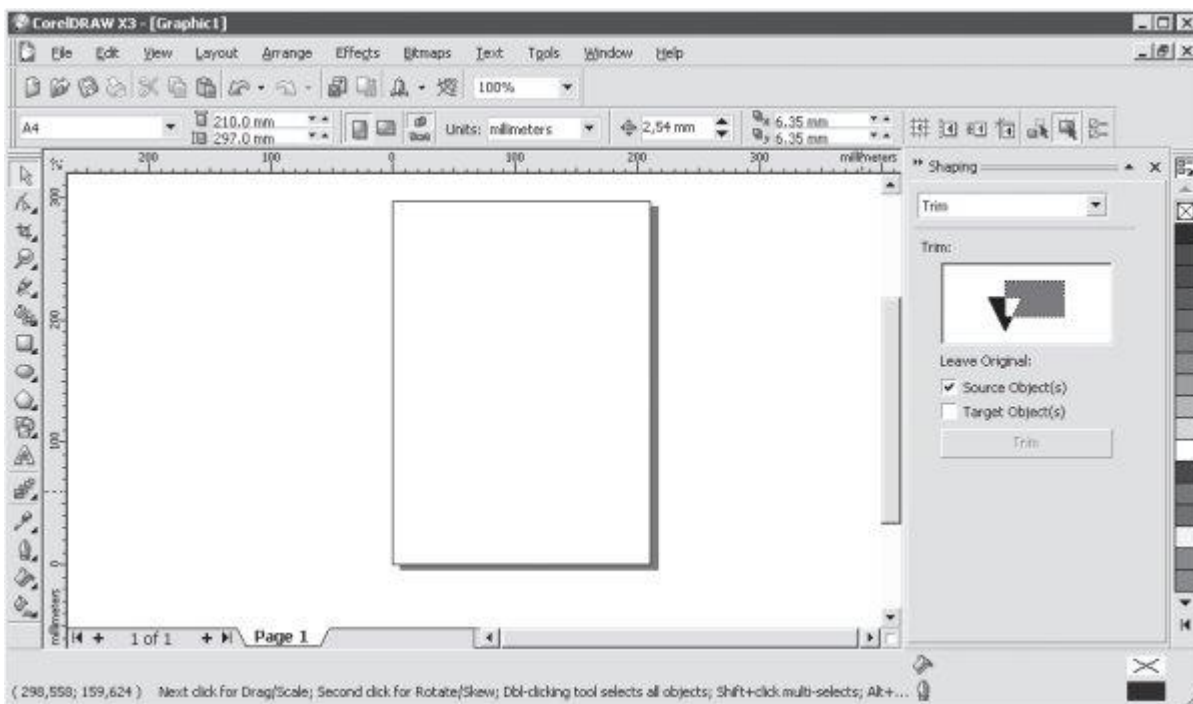 CorelDRAW X3 - [Graphic1]
File Edit View Layout Arrange Effects Bitmaps Text Tools Window Help
100%
A4 210.0 mm 297.0 mm Units: millimeters 2,54 mm 6.35 mm 6.35 mm
200 100 0 100 200 300 millimeters
300
200
100
0
millimeters
Shaping
Trim
Trim:
Leave Original:
Source Object(s)
Target Object(s)
Trim
1 of 1 Page 1
( 298,558; 159,624 ) Next click for Drag/Scale; Second click for Rotate/Skew; Dbl-clicking tool selects all objects; Shift+click multi-selects; Alt+...